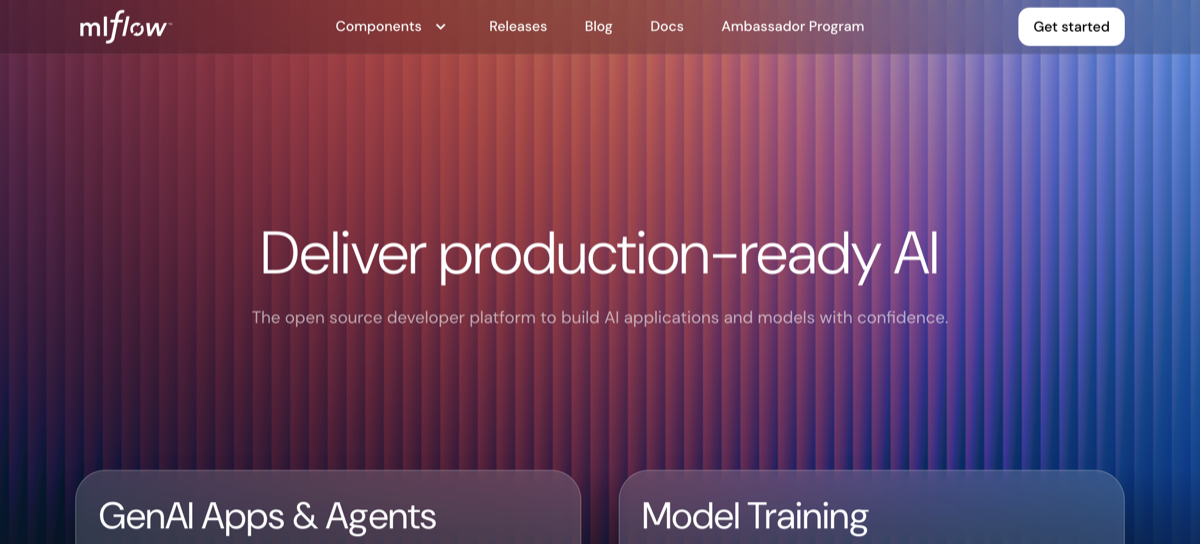 mlflow™
Components
Releases
Blog
Docs
Ambassador Program
Get started
Deliver production-ready AI
The open source developer platform to build AI applications and models with confidence.
GenAI Apps & Agents
Model Training